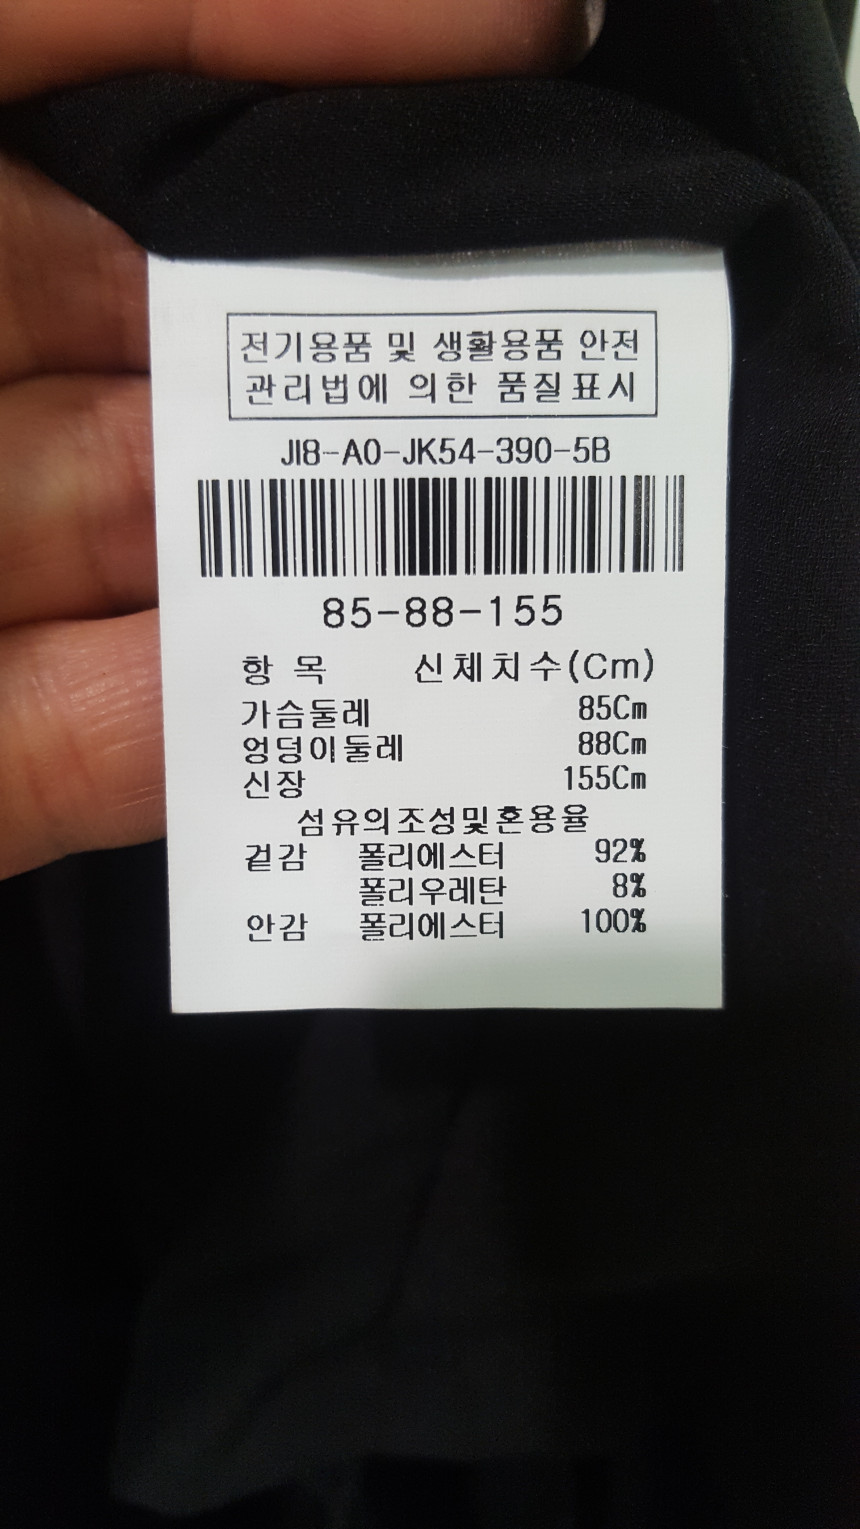 전기용품 및 생활용품 안전
관리법에 의한 품질표시
JI8-A0-JK54-390-5B
85-88-155
항 목 신체치수(Cm)
가슴둘레 85Cm
엉덩이둘레 88Cm
신장 155Cm
섬유의조성및혼용율
겉감 폴리에스터 92%
폴리우레탄 8%
안감 폴리에스터 100%